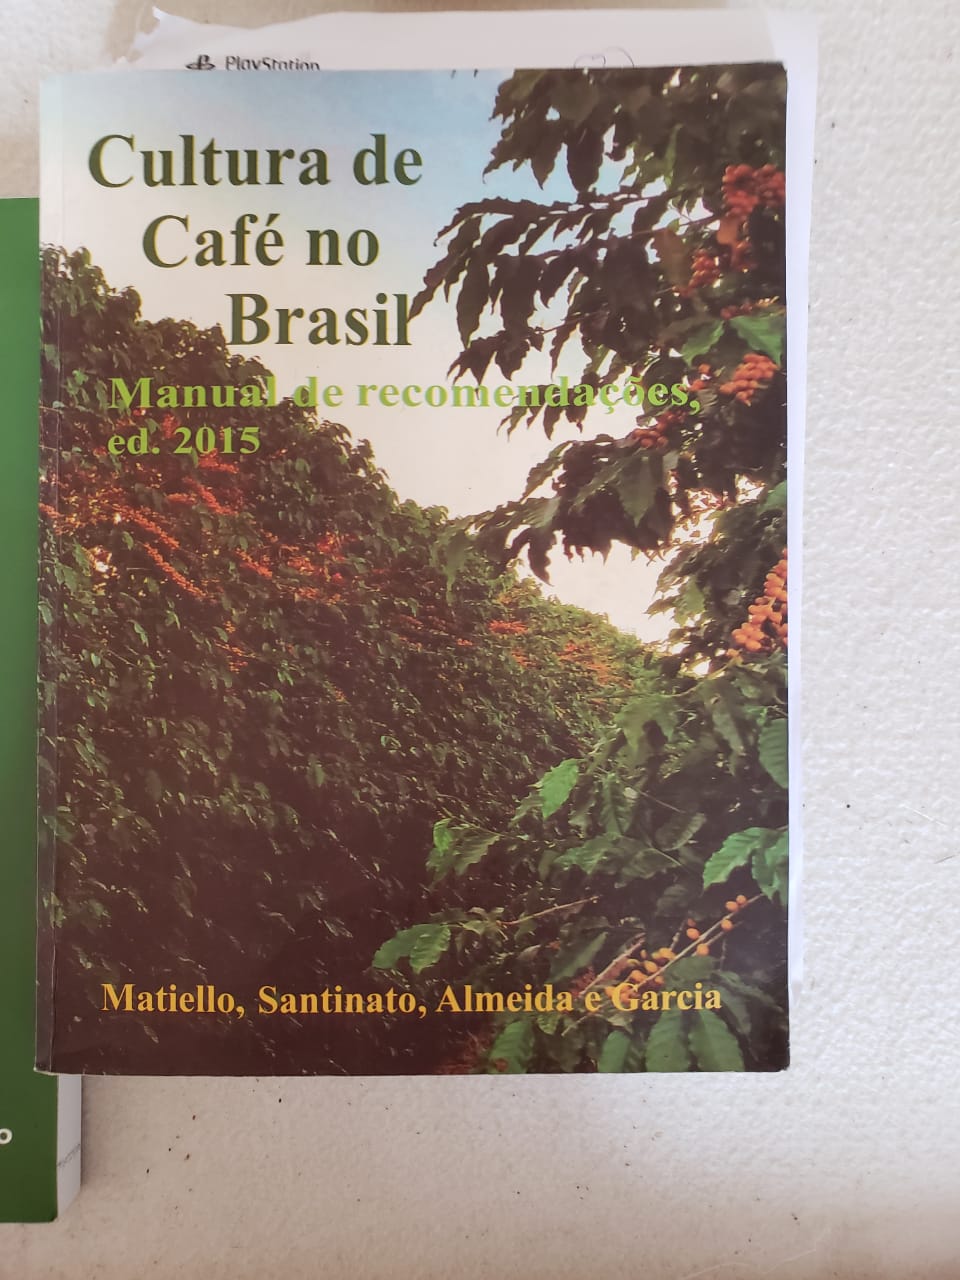 PlayStation
Cultura de
Café no
Brasil
Manual de recomendações,
ed. 2015
Matiello, Santinato, Almeida e Garcia
o